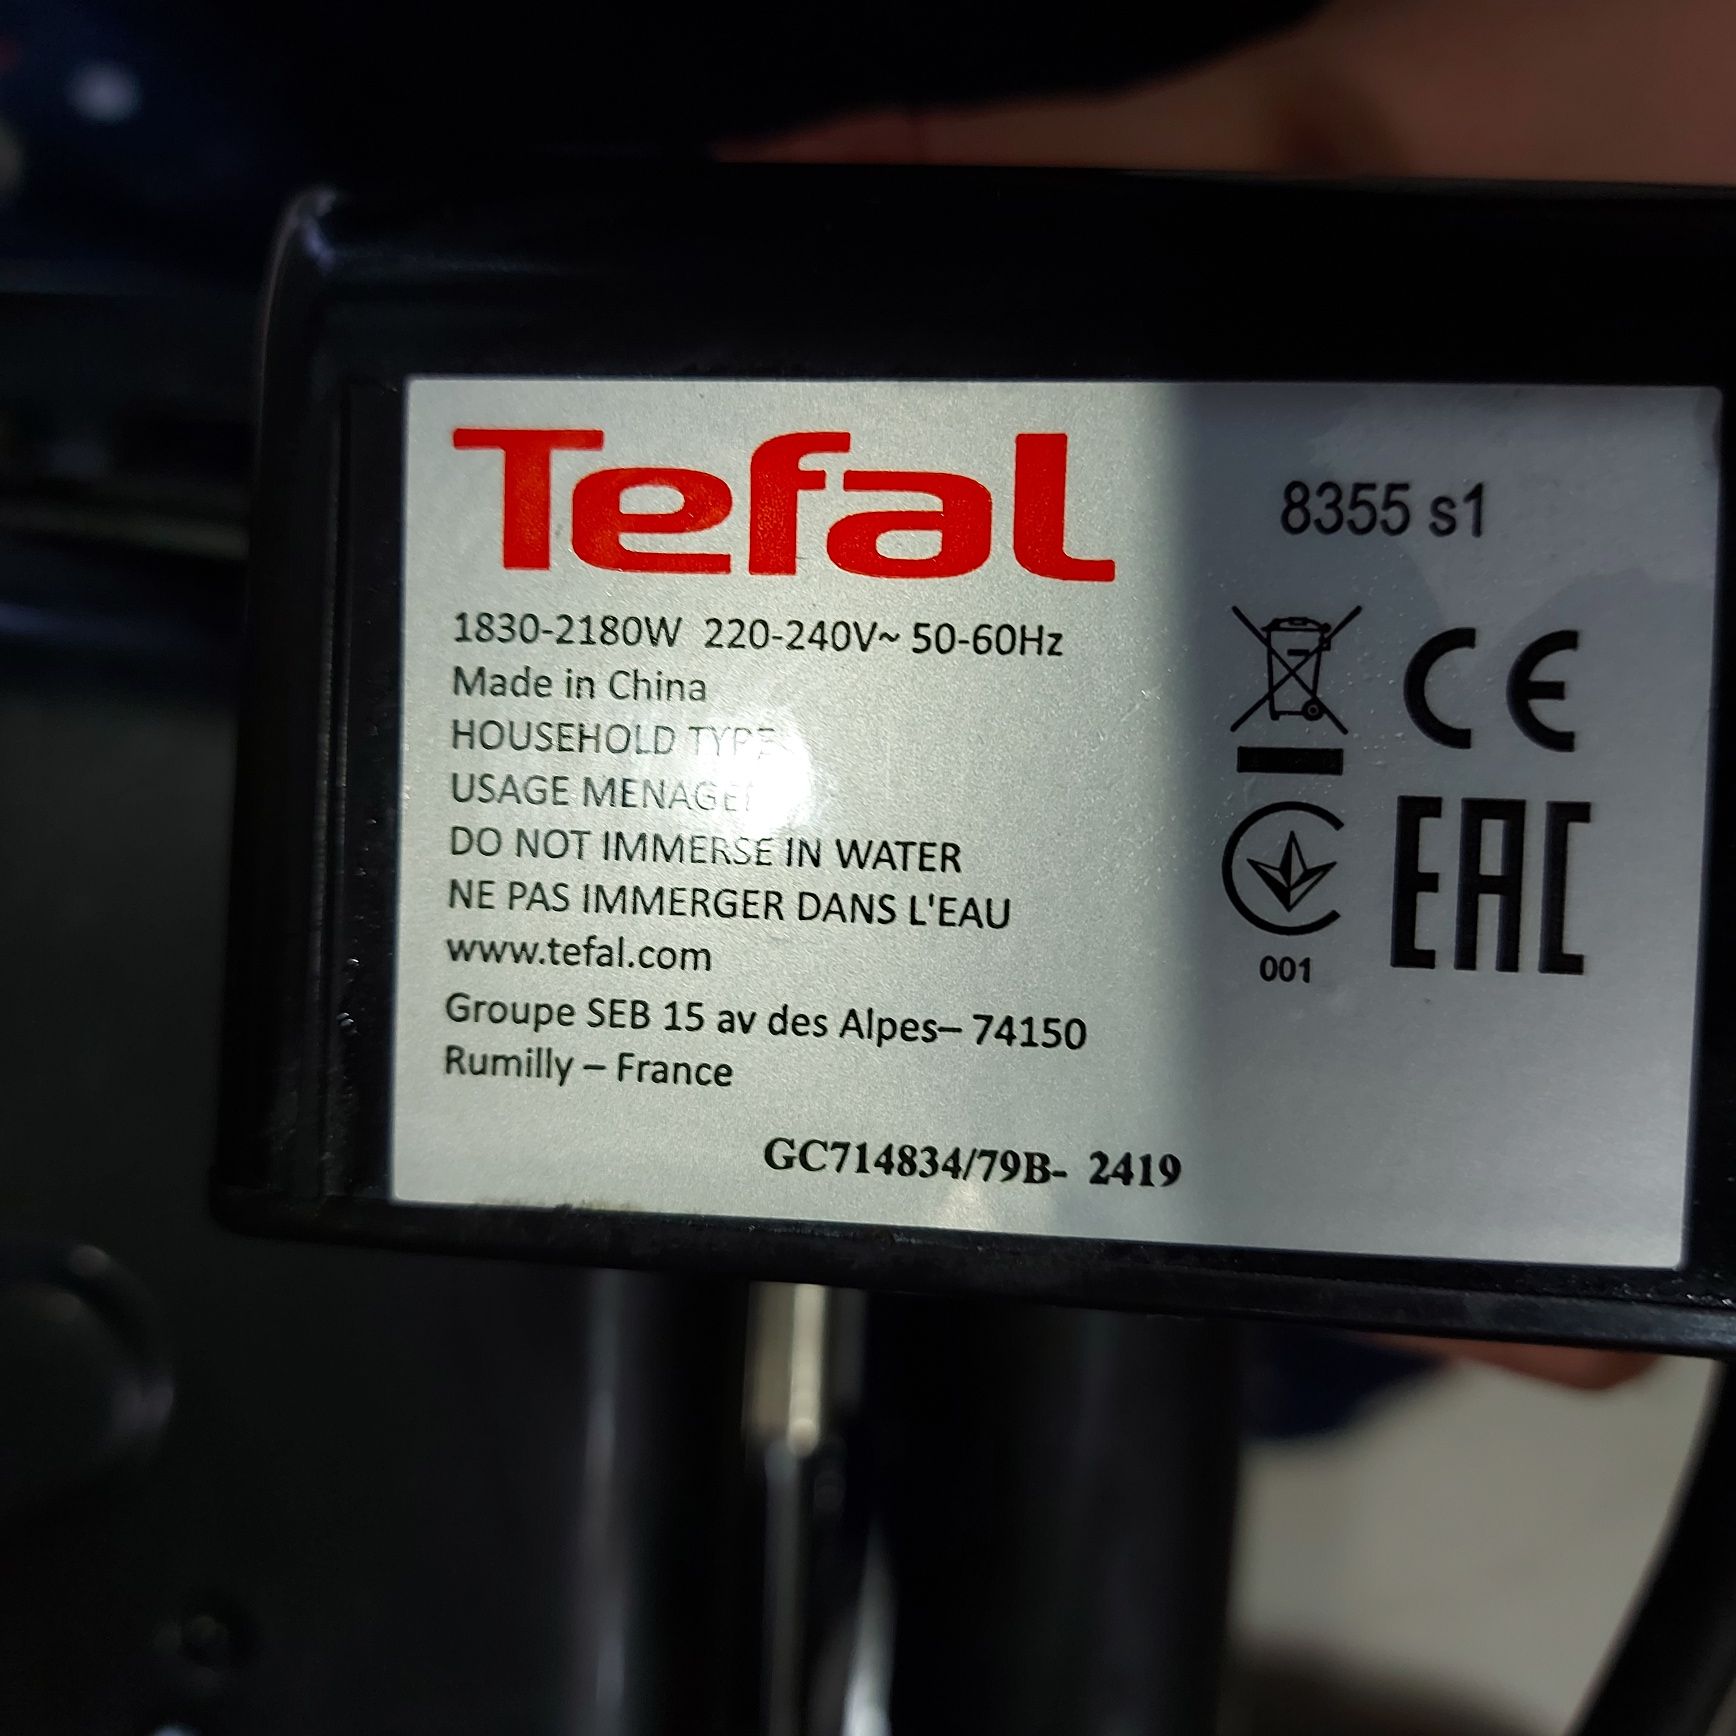 Tefal
8355 s1
1830-2180W 220-240V~ 50-60Hz
Made in China
HOUSEHOLD TYPE
USAGE MENAGER
DO NOT IMMERSE IN WATER
NE PAS IMMERGER DANS L'EAU
www.tefal.com
Groupe SEB 15 av des Alpes– 74150
Rumilly – France
GC714834/79B- 2419
CE
EAC
001